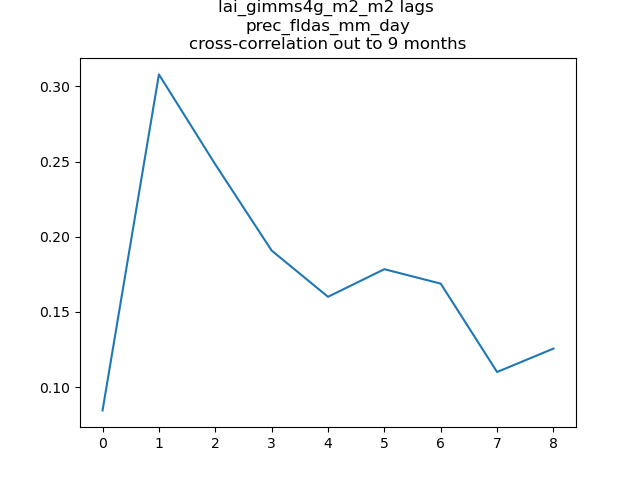 lai_gimms4g_m2_m2 lags
prec_fldas_mm_day
cross-correlation out to 9 months
0.30
0.25
0.20
0.15
0.10
0 1 2 3 4 5 6 7 8